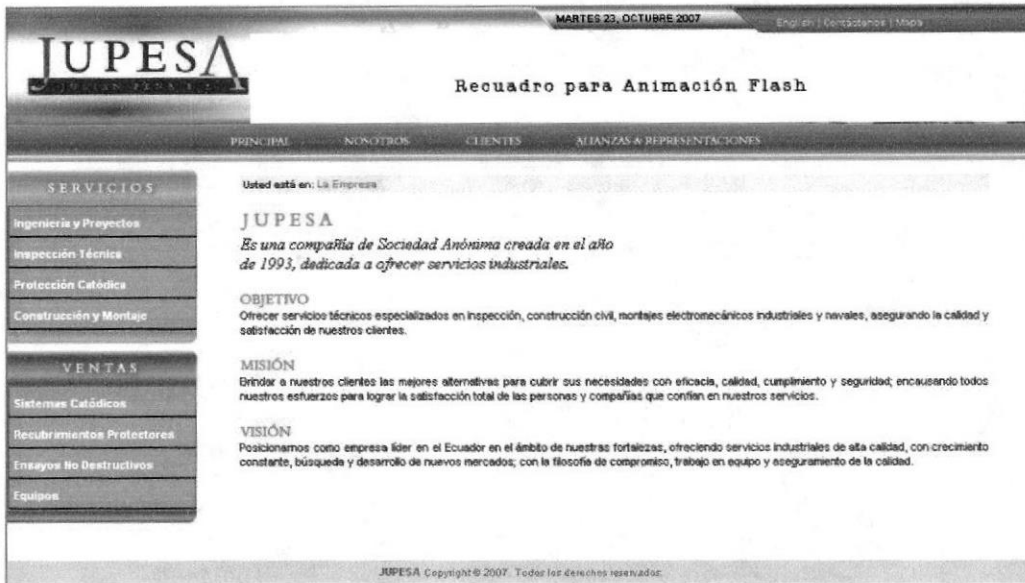 MARTES 23, OCTUBRE 2007
English | Contáctenos | Mapa
JUPESA
Recuadro para Animación Flash
PRINCIPAL NOSOTROS CLIENTES ALIANZAS & REPRESENTACIONES
SERVICIOS
Ingeniería y Proyectos
Inspección Técnica
Protección Catódica
Construcción y Montaje
VENTAS
Sistemas Catódicos
Recubrimientos Protectores
Ensayos No Destructivos
Equipos
Usted está en: La Empresa
JUPESA
Es una compañía de Sociedad Anónima creada en el año
de 1993, dedicada a ofrecer servicios industriales.
OBJETIVO
Ofrecer servicios técnicos especializados en inspección, construcción civil, montajes electromecánicos industriales y navales, asegurando la calidad y
satisfacción de nuestros clientes.
MISIÓN
Brindar a nuestros clientes las mejores alternativas para cubrir sus necesidades con eficacia, calidad, cumplimiento y seguridad; encausando todos
nuestros esfuerzos para lograr la satisfacción total de las personas y compañías que confían en nuestros servicios.
VISIÓN
Posicionarnos como empresa líder en el Ecuador en el ámbito de nuestras fortalezas, ofreciendo servicios industriales de alta calidad, con crecimiento
constante, búsqueda y desarrollo de nuevos mercados; con la filosofía de compromiso, trabajo en equipo y aseguramiento de la calidad.
JUPESA Copyright © 2007. Todos los derechos reservados.